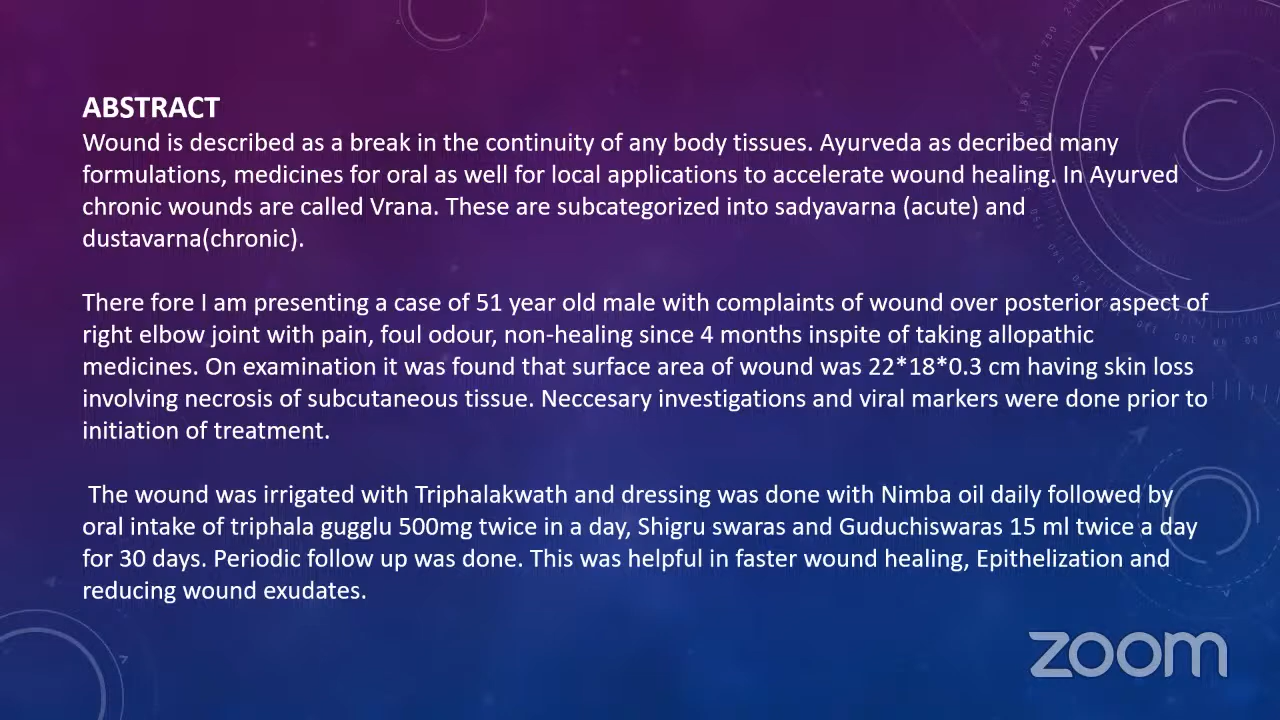 ABSTRACT
Wound is described as a break in the continuity of any body tissues. Ayurveda as decribed many
formulations, medicines for oral as well for local applications to accelerate wound healing. In Ayurved
chronic wounds are called Vrana. These are subcategorized into sadyavarna (acute) and
dustavarna(chronic).
There fore I am presenting a case of 51 year old male with complaints of wound over posterior aspect of
right elbow joint with pain, foul odour, non-healing since 4 months inspite of taking allopathic
medicines. On examination it was found that surface area of wound was 22*18*0.3 cm having skin loss
involving necrosis of subcutaneous tissue. Neccesary investigations and viral markers were done prior to
initiation of treatment.
The wound was irrigated with Triphalakwath and dressing was done with Nimba oil daily followed by
oral intake of triphala gugglu 500mg twice in a day, Shigru swaras and Guduchiswaras 15 ml twice a day
for 30 days. Periodic follow up was done. This was helpful in faster wound healing, Epithelization and
reducing wound exudates.
zoom